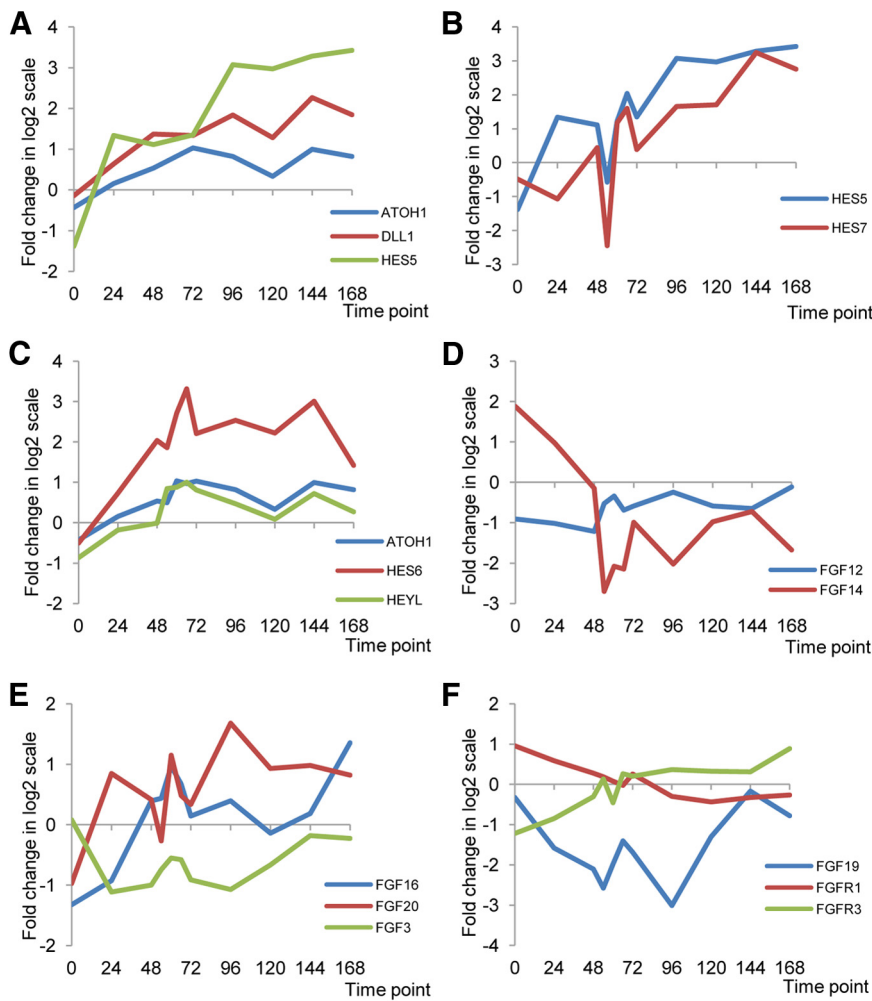 A
Fold change in log2 scale
4
3
2
1
0
-1
-2
ATOH1
DLL1
HES5
0 24 48 72 96 120 144 168
Time point
B
Fold change in log2 scale
4
3
2
1
0
-1
-2
-3
HES5
HES7
0 24 48 72 96 120 144 168
Time point
C
Fold change in log2 scale
4
3
2
1
0
-1
-2
ATOH1
HES6
HEYL
0 24 48 72 96 120 144 168
Time point
D
Fold change in log2 scale
3
2
1
0
-1
-2
-3
FGF12
FGF14
0 24 48 72 96 120 144 168
Time point
E
Fold change in log2 scale
2
1
0
-1
-2
FGF16
FGF20
FGF3
0 24 48 72 96 120 144 168
Time point
F
Fold change in log2 scale
2
1
0
-1
-2
-3
-4
FGF19
FGFR1
FGFR3
0 24 48 72 96 120 144 168
Time point